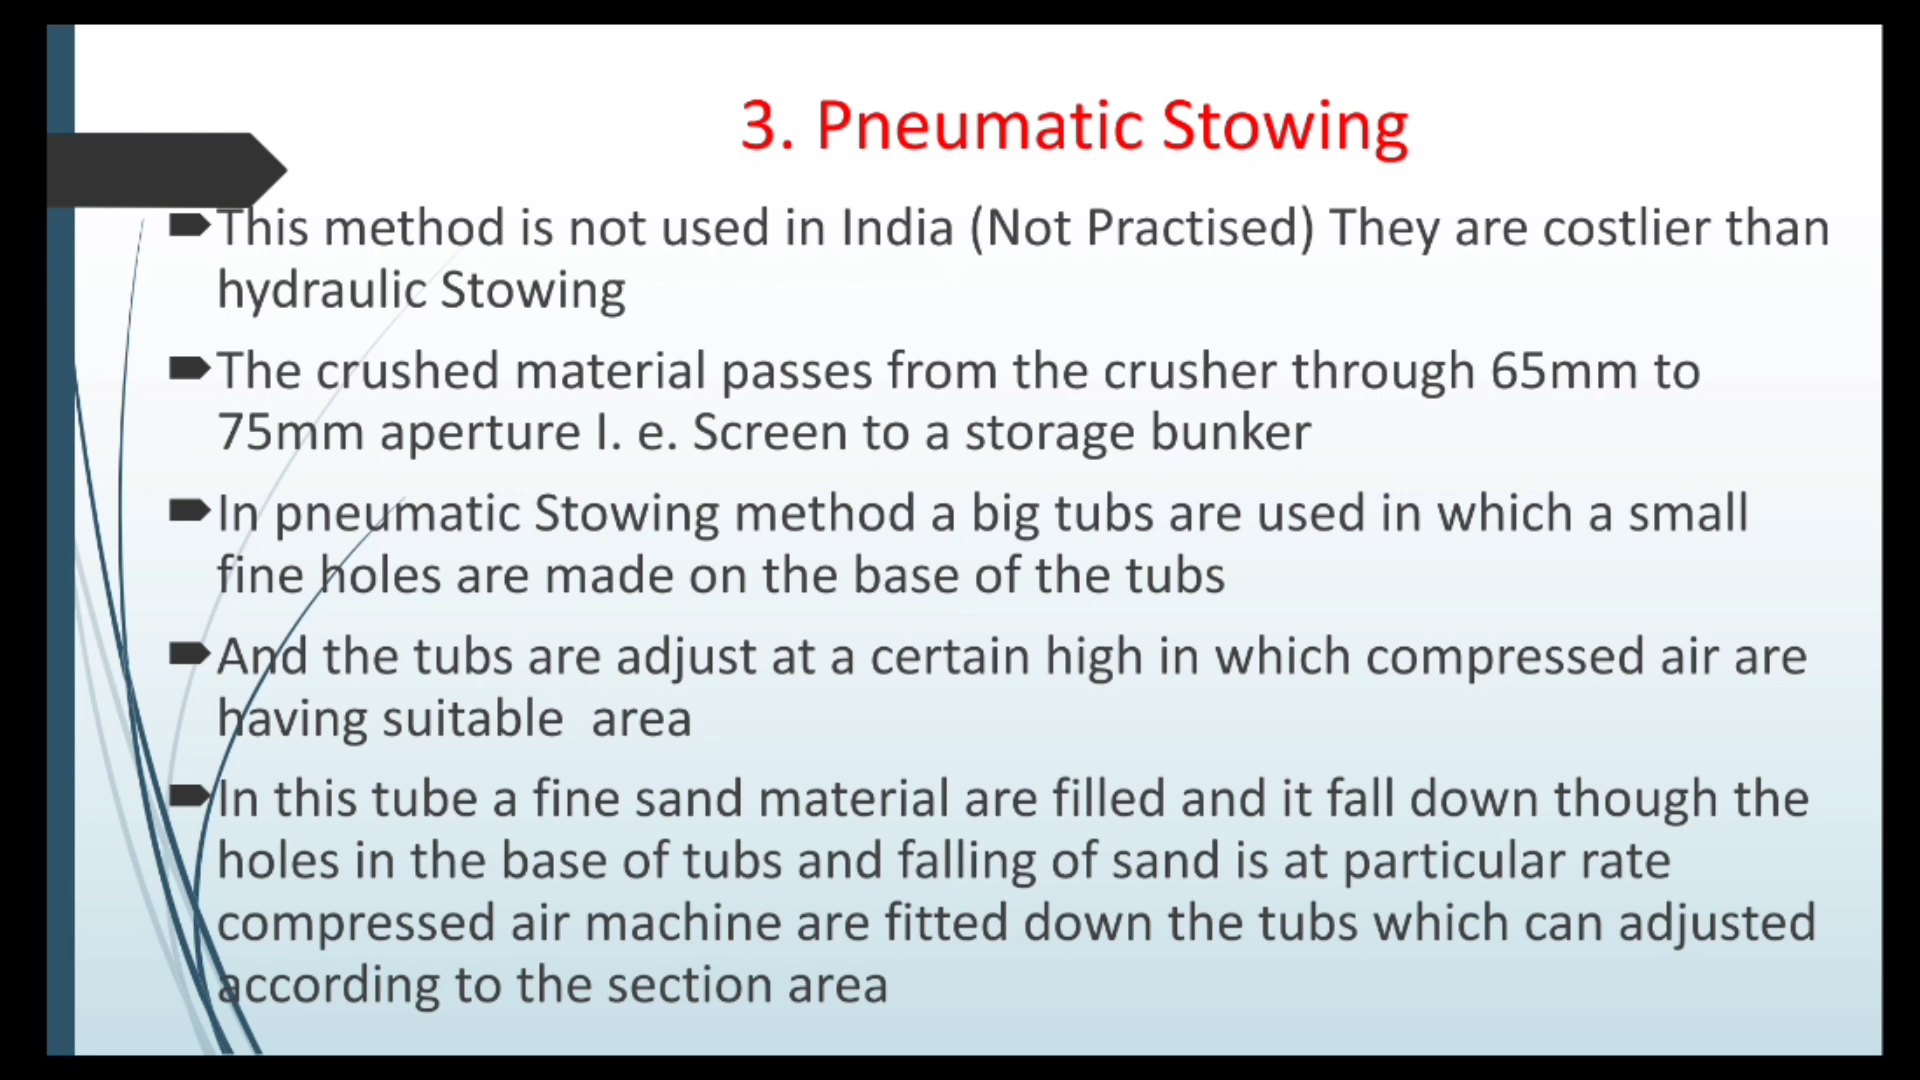 3. Pneumatic Stowing
This method is not used in India (Not Practised) They are costlier than
hydraulic Stowing
The crushed material passes from the crusher through 65mm to
75mm aperture I. e. Screen to a storage bunker
In pneumatic Stowing method a big tubs are used in which a small
fine holes are made on the base of the tubs
And the tubs are adjust at a certain high in which compressed air are
having suitable  area
In this tube a fine sand material are filled and it fall down though the
holes in the base of tubs and falling of sand is at particular rate
compressed air machine are fitted down the tubs which can adjusted
according to the section area